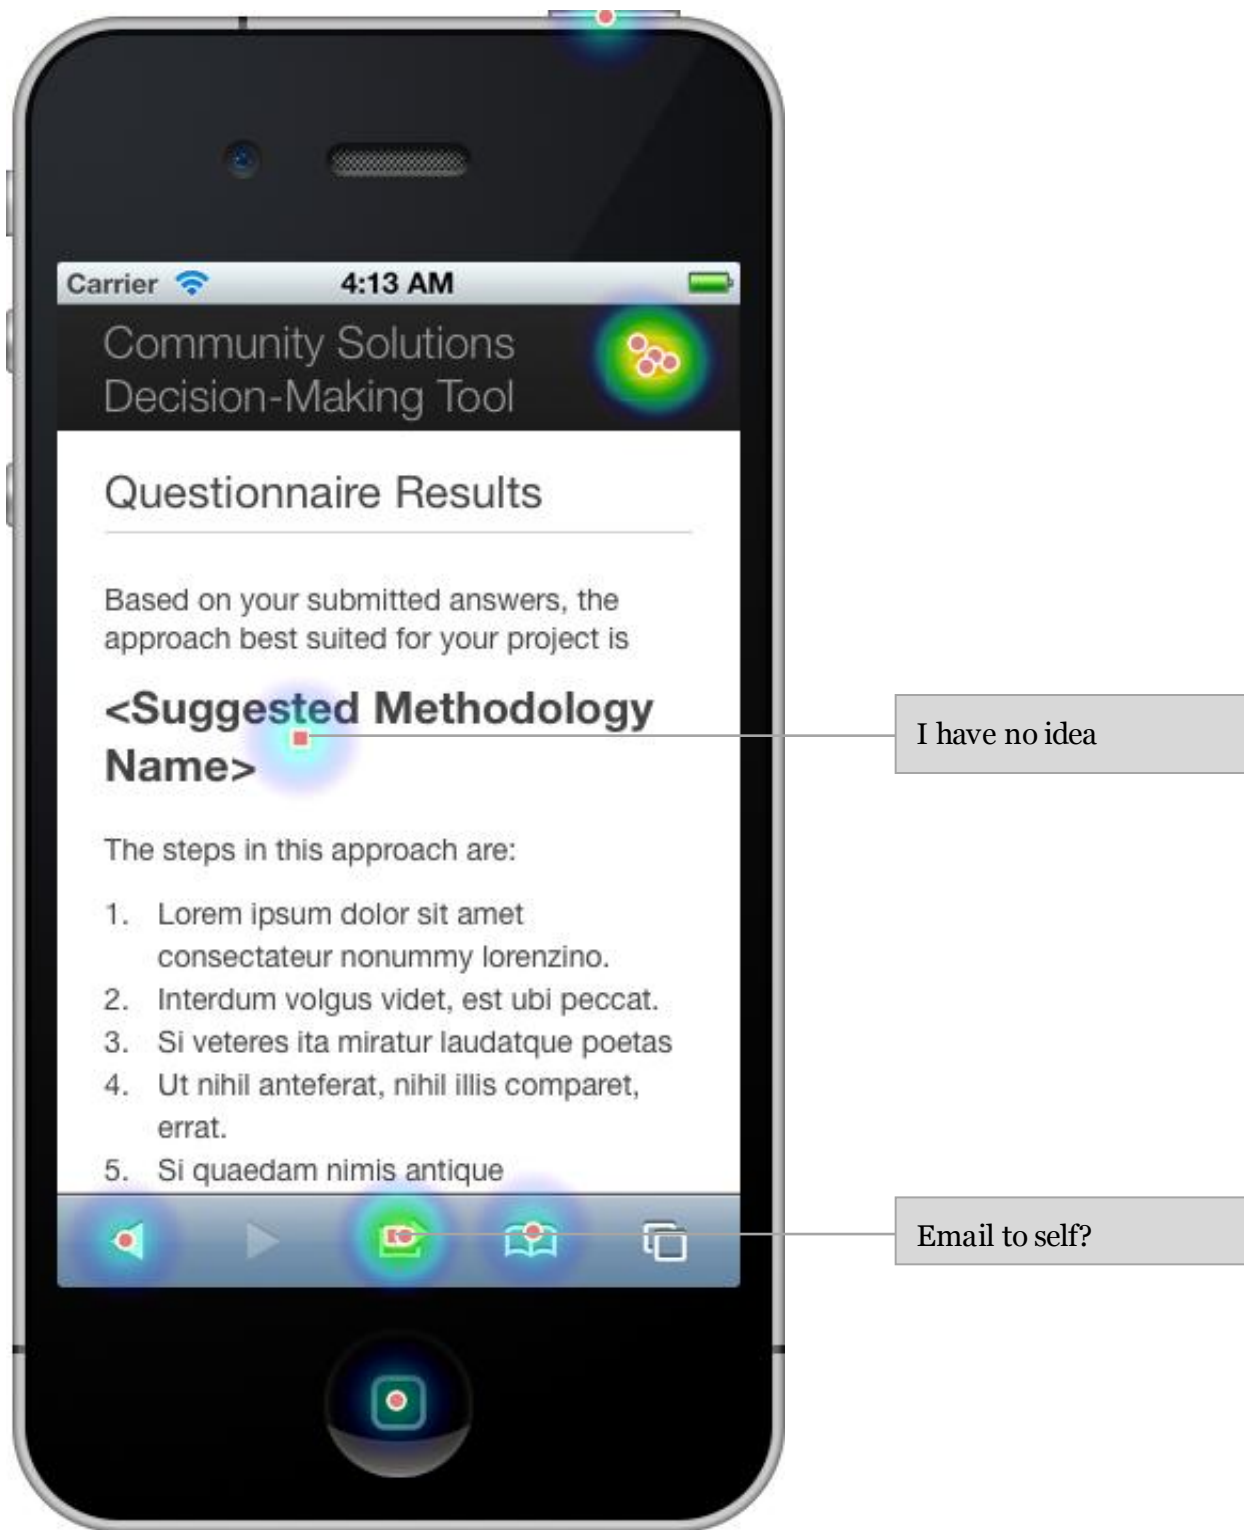 Carrier 4:13 AM
Community Solutions
Decision-Making Tool
Questionnaire Results
Based on your submitted answers, the
approach best suited for your project is
<Suggested Methodology
Name>
I have no idea
The steps in this approach are:
1. Lorem ipsum dolor sit amet
consectateur nonummy lorenzino.
2. Interdum volgus videt, est ubi peccat.
3. Si veteres ita miratur laudatque poetas
4. Ut nihil anteferat, nihil illis comparet,
errat.
5. Si quaedam nimis antique
Email to self?